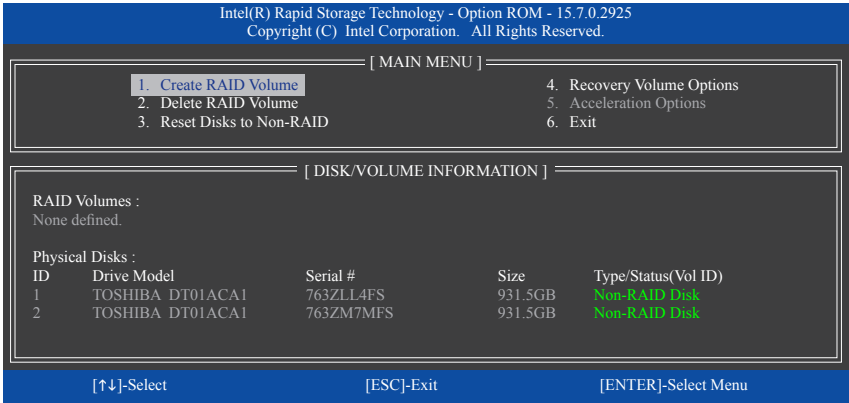 Intel(R) Rapid Storage Technology - Option ROM - 15.7.0.2925
Copyright (C) Intel Corporation. All Rights Reserved.
[ MAIN MENU ]
1. Create RAID Volume
2. Delete RAID Volume
3. Reset Disks to Non-RAID
4. Recovery Volume Options
5. Acceleration Options
6. Exit
[ DISK/VOLUME INFORMATION ]
RAID Volumes :
None defined.
Physical Disks :
ID Drive Model Serial # Size Type/Status(Vol ID)
1 TOSHIBA DT01ACA1 763ZLL4FS 931.5GB Non-RAID Disk
2 TOSHIBA DT01ACA1 763ZM7MFS 931.5GB Non-RAID Disk
[↑↓]-Select [ESC]-Exit [ENTER]-Select Menu